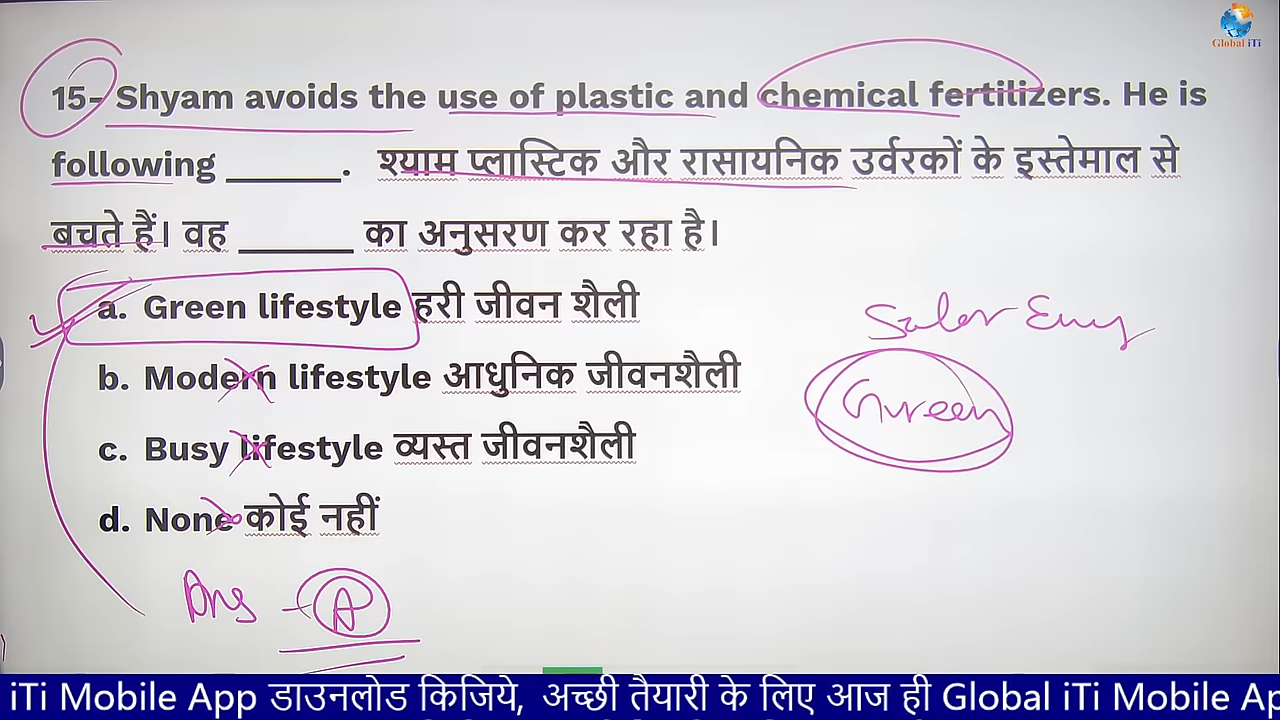 Global iTi
15- Shyam avoids the use of plastic and chemical fertilizers. He is
following ______. श्याम प्लास्टिक और रासायनिक उर्वरकों के इस्तेमाल से
बचते हैं। वह ______ का अनुसरण कर रहा है।
a. Green lifestyle हरी जीवन शैली
b. Modern lifestyle आधुनिक जीवनशैली
c. Busy lifestyle व्यस्त जीवनशैली
d. None कोई नहीं
Green
Ans - A
iTi Mobile App डाउनलोड किजिये, अच्छी तैयारी के लिए आज ही Global iTi Mobile Ap